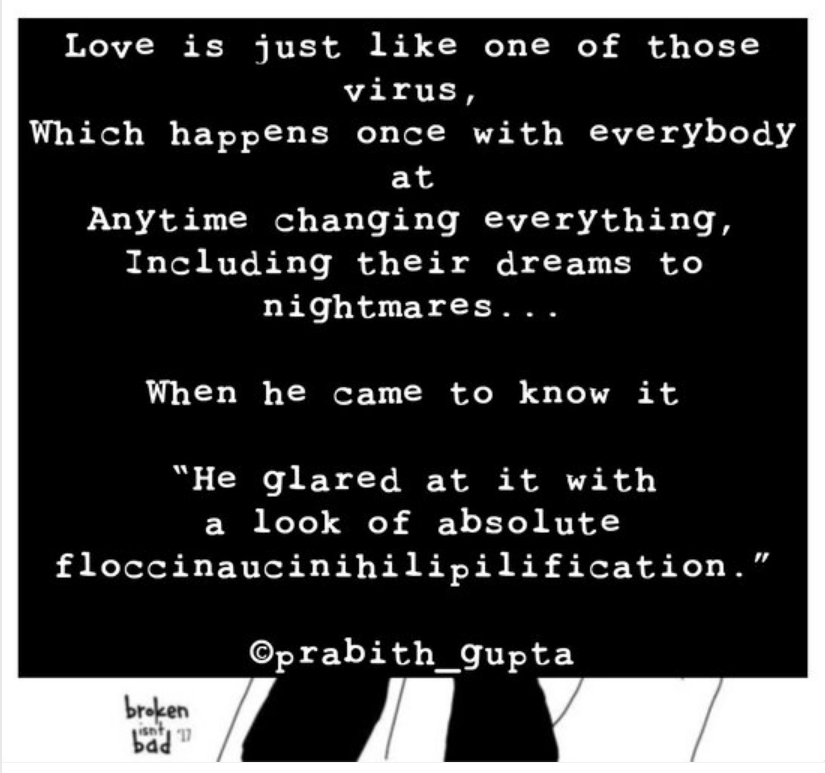 Love is just like one of those
virus,
Which happens once with everybody
at
Anytime changing everything,
Including their dreams to
nightmares...
When he came to know it
"He glared at it with
a look of absolute
floccinaucinihilipilification."
©prabith_gupta
broken
isnt
bad '17